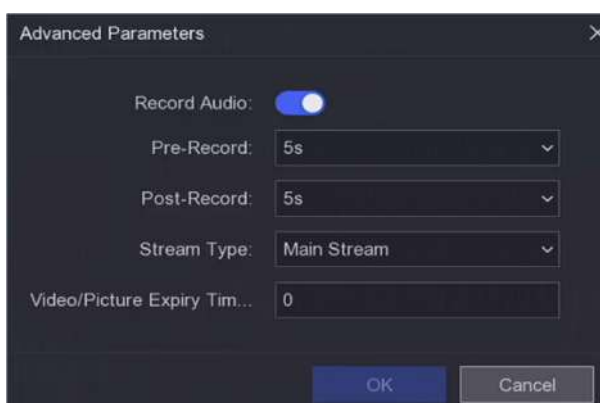 Advanced Parameters
Record Audio:
Pre-Record: 5s
Post-Record: 5s
Stream Type: Main Stream
Video/Picture Expiry Tim... 0
OK Cancel